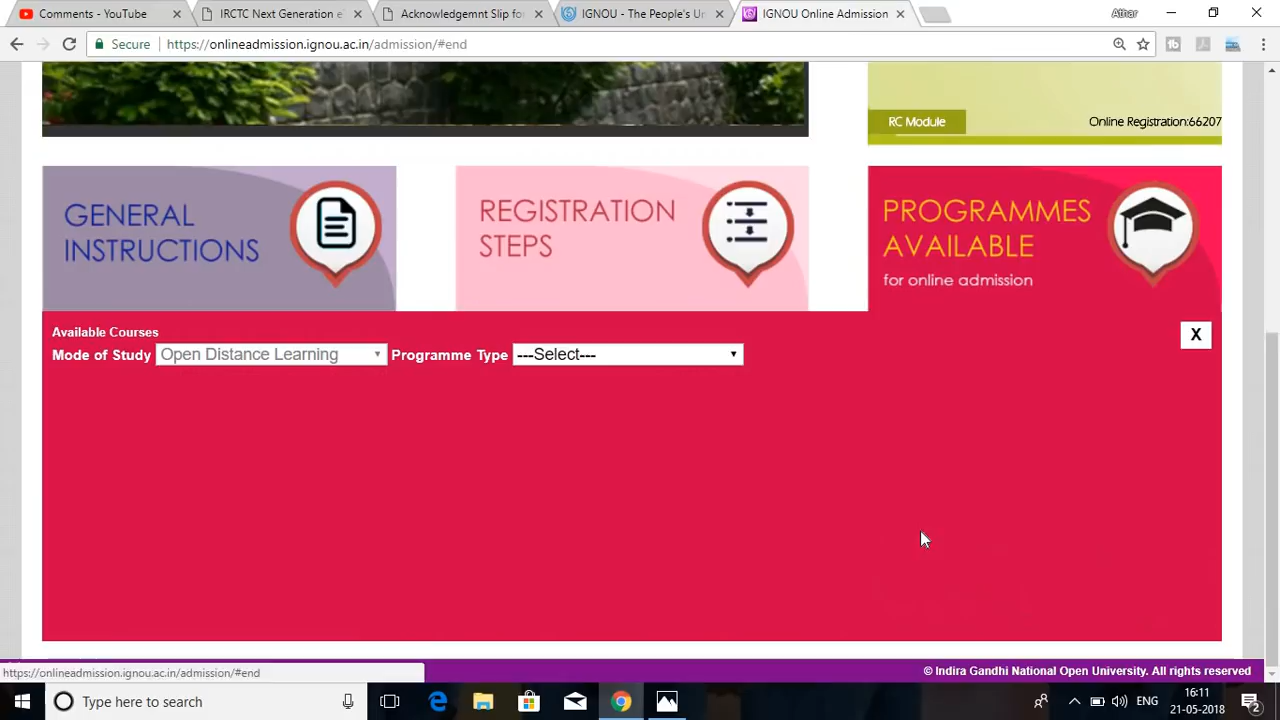 Comments - YouTube
IRCTC Next Generation e
Acknowledgemnt Slip for
IGNOU - The People's Un
IGNOU Online Admission
Athar
Secure
https://onlineadmission.ignou.ac.in/admission/#end
RC Module
Online Registration:66207
GENERAL
INSTRUCTIONS
REGISTRATION
STEPS
PROGRAMMES
AVAILABLE
for online admission
Available Courses
X
Mode of Study Open Distance Learning Programme Type ---Select---
https://onlineadmission.ignou.ac.in/admission/#end
© Indira Gandhi National Open University. All rights reserved
Type here to search
ENG
16:11
21-05-2018
2